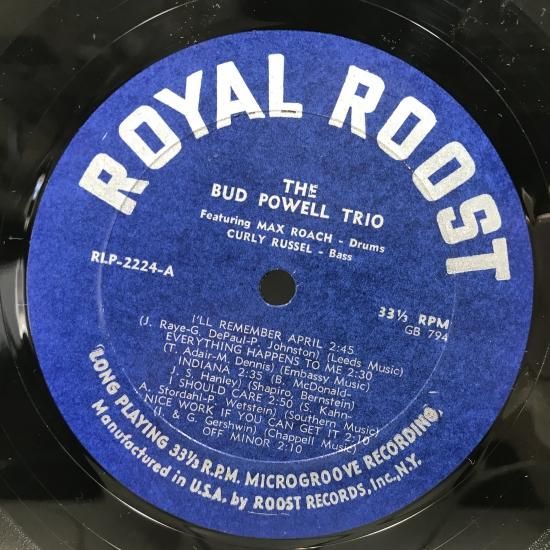 ROYAL ROOST
THE
BUD POWELL TRIO
Featuring MAX ROACH - Drums
CURLY RUSSEL - Bass
RLP-2224-A
33⅓ RPM
GB 794
I'LL REMEMBER APRIL 2:45
(J. Raye-G. DePaul-P. Johnston) (Leeds Music)
EVERYTHING HAPPENS TO ME 2:30
(T. Adair-M. Dennis) (Embassy Music)
INDIANA 2:35 (B. McDonald-
J. S. Hanley) (Shapiro, Bernstein)
I SHOULD CARE 2:50 (S. Kahn-
A. Stordahl-P. Wetstein) (Southern Music)
NICE WORK IF YOU CAN GET IT 2:10
(I. & G. Gershwin) (Chappell Music)
OFF MINOR 2:10
LONG PLAYING 33⅓ R.P.M. MICROGROOVE RECORDING
Manufactured in U.S.A. by ROOST RECORDS, Inc., N.Y.